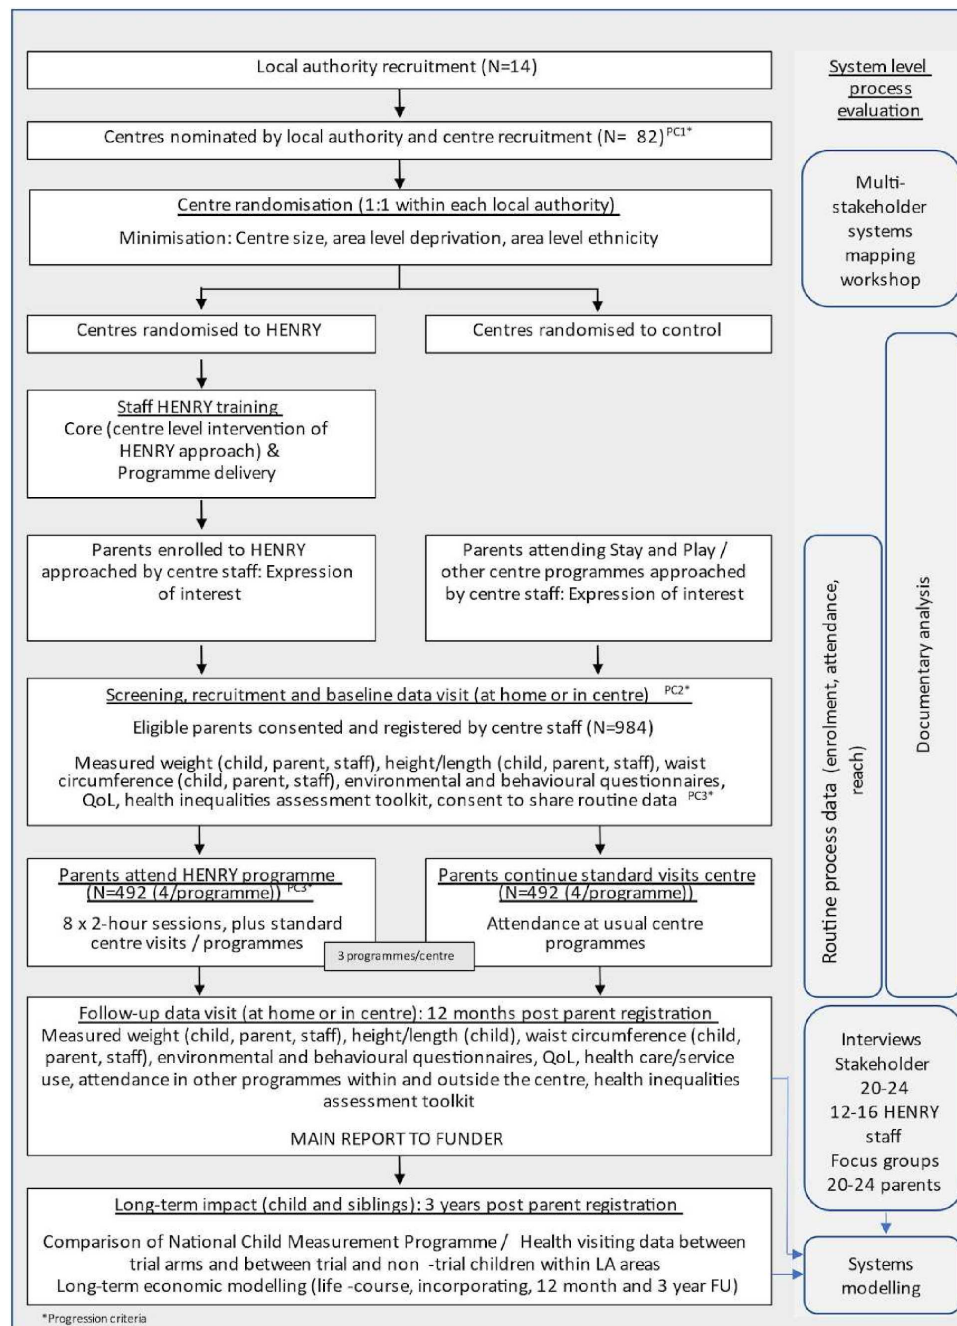 Local authority recruitment (N=14)
Centres nominated by local authority and centre recruitment (N= 82)PC1*
Centre randomisation (1:1 within each local authority)
Minimisation: Centre size, area level deprivation, area level ethnicity
Centres randomised to HENRY
Centres randomised to control
Staff HENRY training
Core (centre level intervention of
HENRY approach) &
Programme delivery
Parents enrolled to HENRY
approached by centre staff: Expression
of interest
Parents attending Stay and Play /
other centre programmes approached
by centre staff: Expression of interest
Screening, recruitment and baseline data visit (at home or in centre) PC2*
Eligible parents consented and registered by centre staff (N=984)
Measured weight (child, parent, staff), height/length (child, parent, staff), waist
circumference (child, parent, staff), environmental and behavioural questionnaires,
QoL, health inequalities assessment toolkit, consent to share routine data PC3*
Parents attend HENRY programme
(N=492 (4/programme)) PC3*
8 x 2-hour sessions, plus standard
centre visits / programmes
Parents continue standard visits centre
(N=492 (4/programme))
Attendance at usual centre
programmes
3 programmes/centre
Follow-up data visit (at home or in centre): 12 months post parent registration
Measured weight (child, parent, staff), height/length (child), waist circumference (child,
parent, staff), environmental and behavioural questionnaires, QoL, health care/service
use, attendance in other programmes within and outside the centre, health inequalities
assessment toolkit
MAIN REPORT TO FUNDER
Long-term impact (child and siblings): 3 years post parent registration
Comparison of National Child Measurement Programme / Health visiting data between
trial arms and between trial and non -trial children within LA areas
Long-term economic modelling (life -course, incorporating, 12 month and 3 year FU)
*Progression criteria
System level
process
evaluation
Multi-
stakeholder
systems
mapping
workshop
Routine process data (enrolment, attendance,
reach)
Documentary analysis
Interviews
Stakeholder
20-24
12-16 HENRY
staff
Focus groups
20-24 parents
Systems
modelling